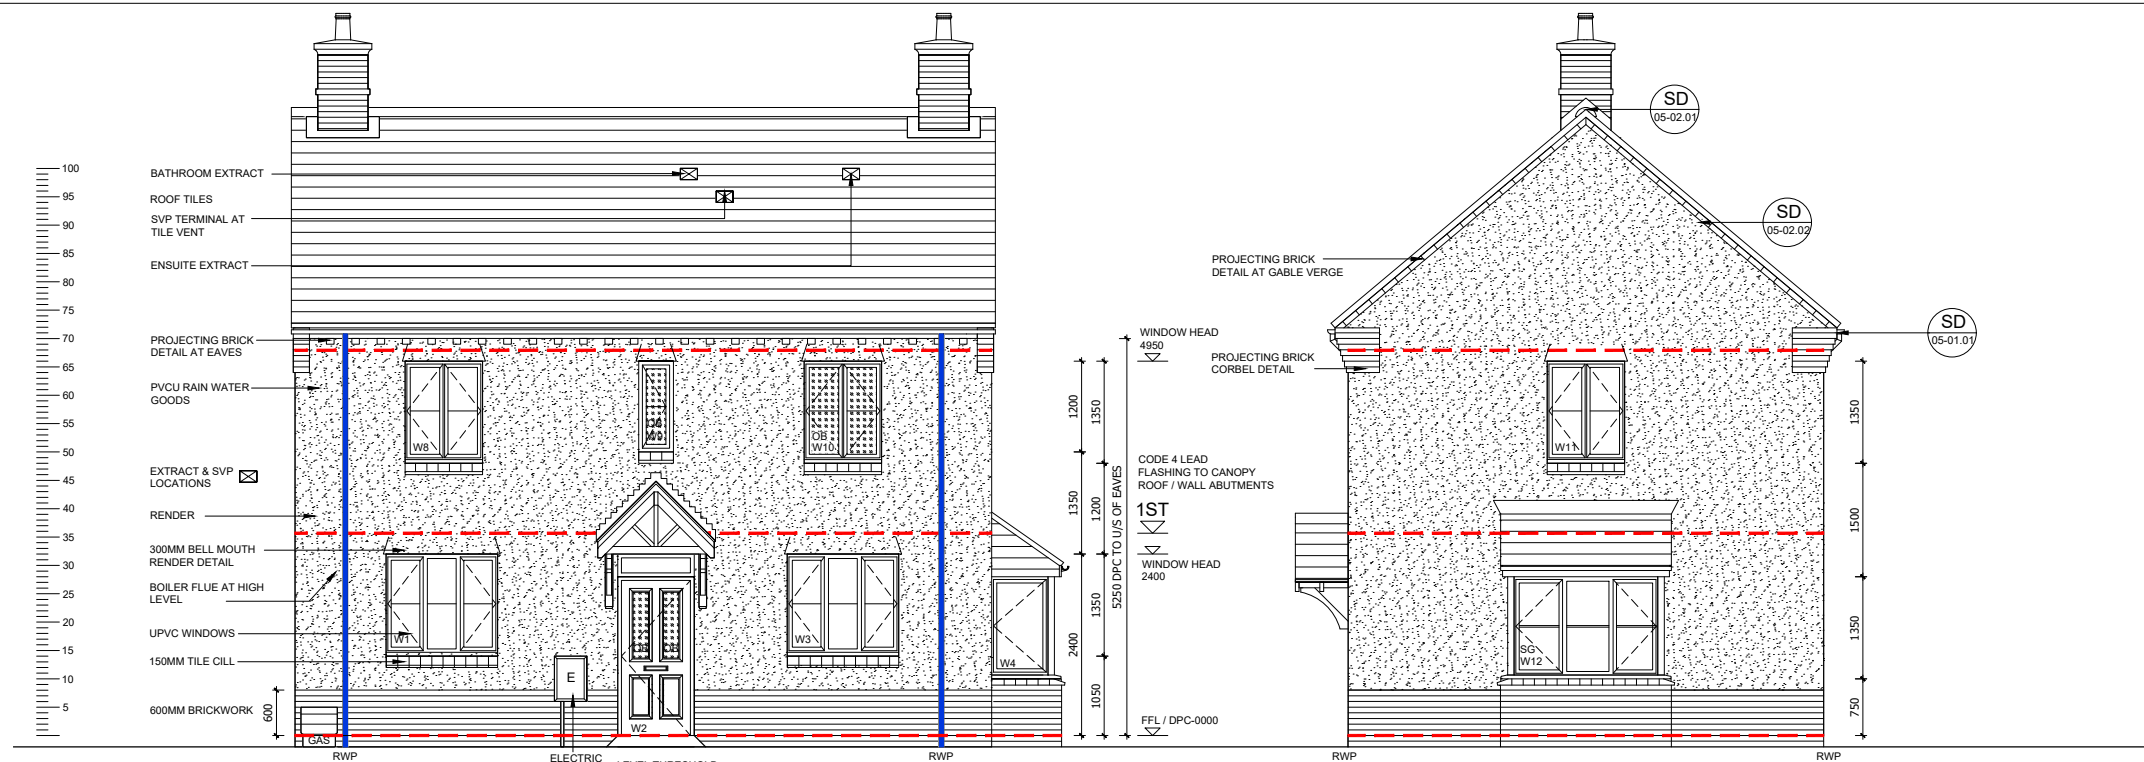 100
95
90
85
80
75
70
65
60
55
50
45
40
35
30
25
20
15
10
5
BATHROOM EXTRACT
ROOF TILES
SVP TERMINAL AT
TILE VENT
ENSUITE EXTRACT
PROJECTING BRICK
DETAIL AT EAVES
PVCU RAIN WATER
GOODS
EXTRACT & SVP
LOCATIONS
RENDER
300MM BELL MOUTH
RENDER DETAIL
BOILER FLUE AT HIGH
LEVEL
UPVC WINDOWS
150MM TILE CILL
600MM BRICKWORK
600
GAS
RWP
W8
W9
OB
W10
W1
W3
W4
E
W2
ELECTRIC
RWP
1200
1350
1350
1200
1350
2400
1050
5250 DPC TO U/S OF EAVES
WINDOW HEAD
4950
CODE 4 LEAD
FLASHING TO CANOPY
ROOF / WALL ABUTMENTS
1ST
WINDOW HEAD
2400
FFL / DPC-0000
SD
05-02.01
SD
05-02.02
SD
05-01.01
PROJECTING BRICK
DETAIL AT GABLE VERGE
PROJECTING BRICK
CORBEL DETAIL
W11
SG
W12
1350
1500
1350
750
RWP
RWP